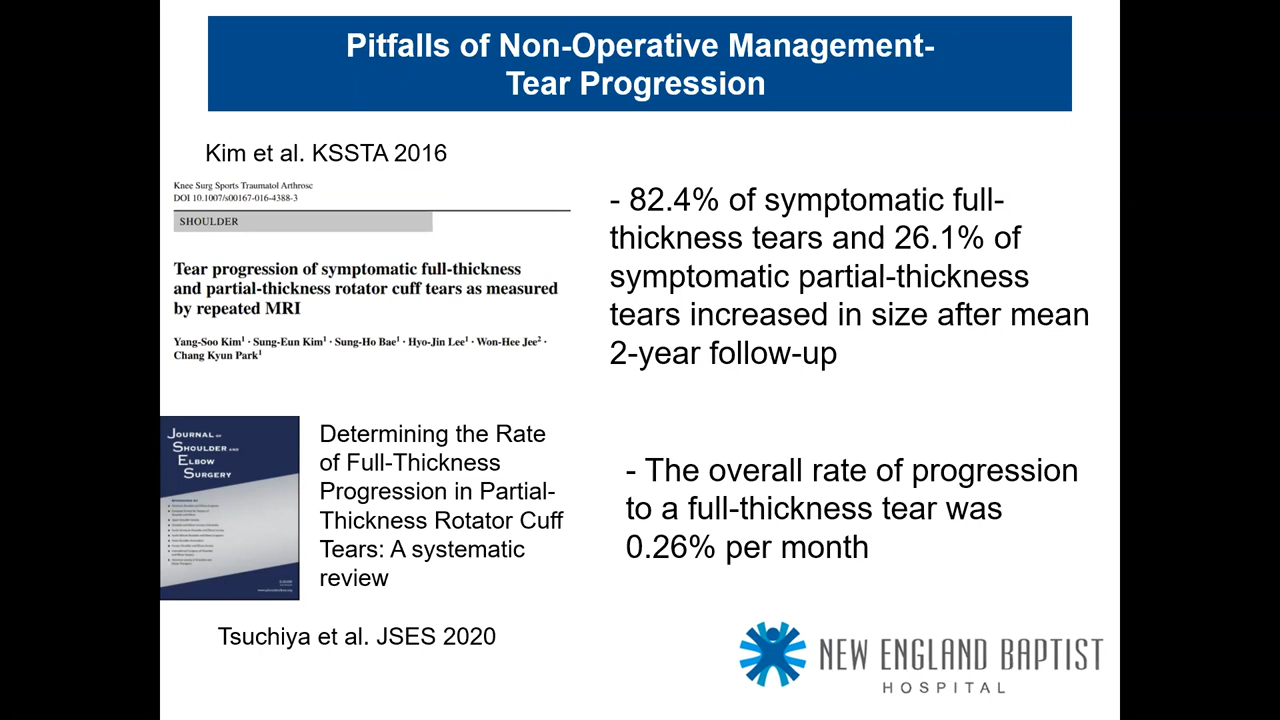 Pitfalls of Non-Operative Management-
Tear Progression
Kim et al. KSSTA 2016
Knee Surg Sports Traumatol Arthrosc
DOI 10.1007/s00167-016-4388-3
SHOULDER
Tear progression of symptomatic full-thickness
and partial-thickness rotator cuff tears as measured
by repeated MRI
Yang-Soo Kim¹ · Sung-Eun Kim¹ · Sung-Ho Bae¹ · Hyo-Jin Lee¹ · Won-Hee Jee² ·
Chang Kyun Park¹
- 82.4% of symptomatic full-
thickness tears and 26.1% of
symptomatic partial-thickness
tears increased in size after mean
2-year follow-up
JOURNAL OF
SHOULDER AND
ELBOW
SURGERY
Determining the Rate
of Full-Thickness
Progression in Partial-
Thickness Rotator Cuff
Tears: A systematic
review
- The overall rate of progression
to a full-thickness tear was
0.26% per month
Tsuchiya et al. JSES 2020
NEW ENGLAND BAPTIST
HOSPITAL